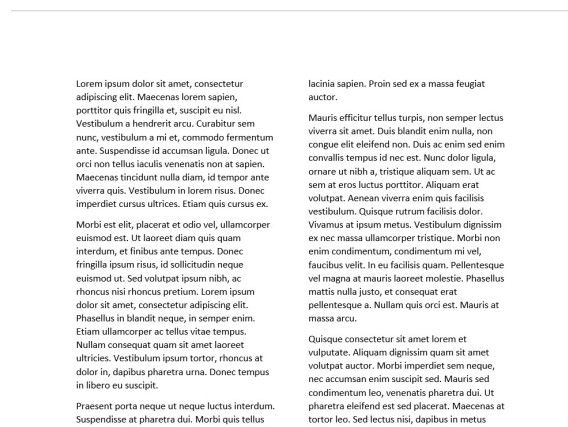 Lorem ipsum dolor sit amet, consectetur
adipiscing elit. Maecenas lorem sapien,
porttitor quis fringilla et, suscipit eu nisl.
Vestibulum a hendrerit arcu. Curabitur sem
nunc, vestibulum a mi et, commodo fermentum
ante. Suspendisse id accumsan ligula. Donec ut
orci non tellus iaculis venenatis non at sapien.
Maecenas tincidunt nulla diam, id tempor ante
viverra quis. Vestibulum in lorem risus. Donec
imperdiet cursus ultrices. Etiam quis cursus ex.
Morbi est elit, placerat et odio vel, ullamcorper
euismod est. Ut laoreet diam quis quam
interdum, et finibus ante tempus. Donec
fringilla ipsum risus, id sollicitudin neque
euismod ut. Sed volutpat ipsum nibh, ac
rhoncus nisi rhoncus pretium. Lorem ipsum
dolor sit amet, consectetur adipiscing elit.
Phasellus in blandit neque, in semper enim.
Etiam ullamcorper ac tellus vitae tempus.
Nullam consequat quam sit amet laoreet
ultricies. Vestibulum ipsum tortor, rhoncus at
dolor in, dapibus pharetra urna. Donec tempus
in libero eu suscipit.
Praesent porta neque ut neque luctus interdum.
Suspendisse at pharetra dui. Morbi quis tellus
lacinia sapien. Proin sed ex a massa feugiat
auctor.
Mauris efficitur tellus turpis, non semper lectus
viverra sit amet. Duis blandit enim nulla, non
congue elit eleifend non. Duis ac enim sed enim
convallis tempus id nec est. Nunc dolor ligula,
ornare ut nibh a, tristique aliquam sem. Ut ac
sem at eros luctus porttitor. Aliquam erat
volutpat. Aenean viverra enim quis facilisis
vestibulum. Quisque rutrum facilisis dolor.
Vivamus at ipsum metus. Vestibulum dignissim
ex nec massa ullamcorper tristique. Morbi non
enim condimentum, condimentum mi vel,
faucibus velit. In eu facilisis quam. Pellentesque
vel magna at mauris laoreet molestie. Phasellus
mattis nulla justo, et consequat erat
pellentesque a. Nullam quis orci est. Mauris at
massa arcu.
Quisque consectetur sit amet lorem et
vulputate. Aliquam dignissim quam sit amet
volutpat auctor. Morbi imperdiet sem neque,
nec accumsan enim suscipit sed. Mauris sed
condimentum leo, venenatis pharetra dui. Ut
pharetra eleifend est sed placerat. Maecenas at
tortor leo. Sed lectus nisi, dapibus in metus